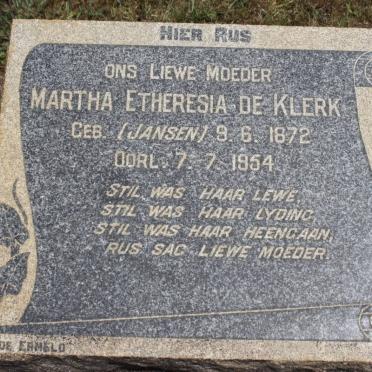 HIER RUS
ONS LIEWE MOEDER
MARTHA ETHERESIA DE KLERK
GEB. (JANSEN) 9. 6. 1872
OORL. 7. 7. 1954.
STIL WAS HAAR LEWE
STIL WAS HAAR LYDING,
STIL WAS HAAR HEENGAAN,
RUS SAG LIEWE MOEDER.
DE ERMELO